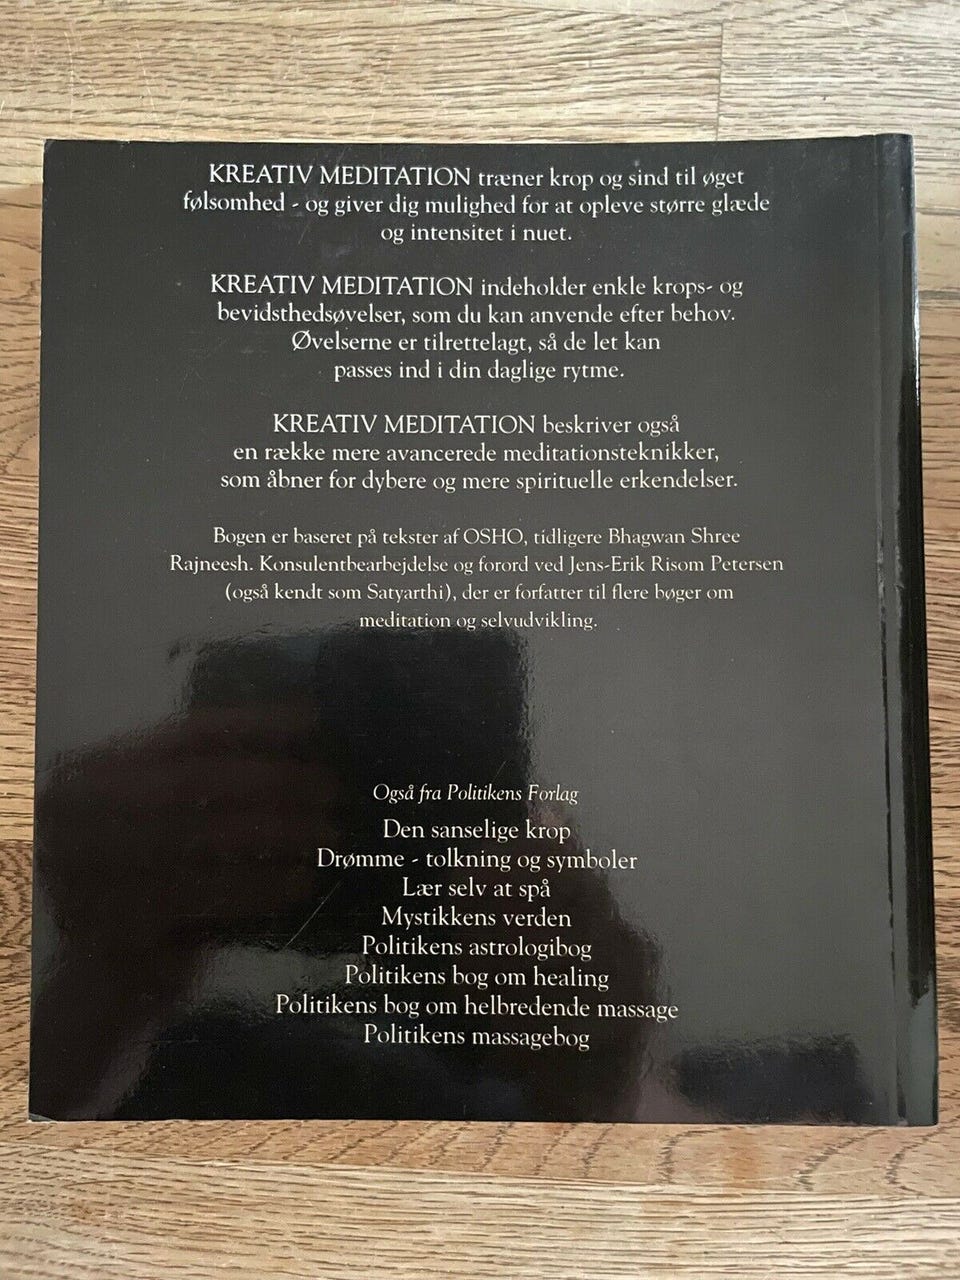 KREATIV MEDITATION træner krop og sind til øget
følsomhed - og giver dig mulighed for at opleve større glæde
og intensitet i nuet.
KREATIV MEDITATION indeholder enkle krops- og
bevidsthedsøvelser, som du kan anvende efter behov.
Øvelserne er tilrettelagt, så de let kan
passes ind i din daglige rytme.
KREATIV MEDITATION beskriver også
en række mere avancerede meditationsteknikker,
som åbner for dybere og mere spirituelle erkendelser.
Bogen er baseret på tekster af OSHO, tidligere Bhagwan Shree
Rajneesh. Konsulentbearbejdelse og forord ved Jens-Erik Risom Petersen
(også kendt som Satyarthi), der er forfatter til flere bøger om
meditation og selvudvikling.
Også fra Politikens Forlag
Den sanselige krop
Drømme - tolkning og symboler
Lær selv at spå
Mystikkens verden
Politikens astrologibog
Politikens bog om healing
Politikens bog om helbredende massage
Politikens massagebog